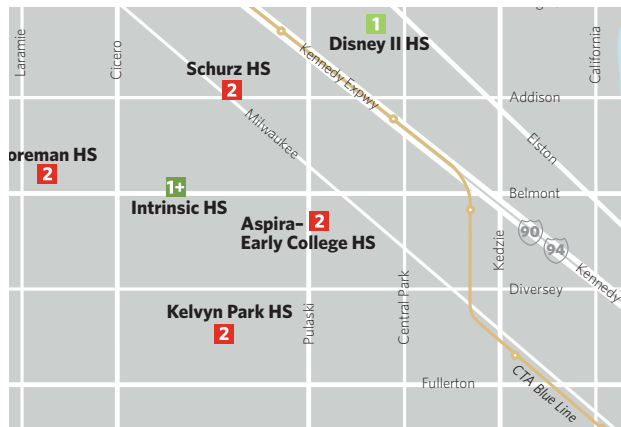 1
Disney II HS
Laramie
Cicero
California
Schurz HS
2
Kennedy Expwy
Addison
Milwaukee
Elston
oreman HS
2
1+
Intrinsic HS
Belmont
Aspira–
Early College HS
2
90
94
Kedzie
Kennedy
Kelvyn Park HS
2
Pulaski
Central Park
Diversey
Fullerton
CTA Blue Line